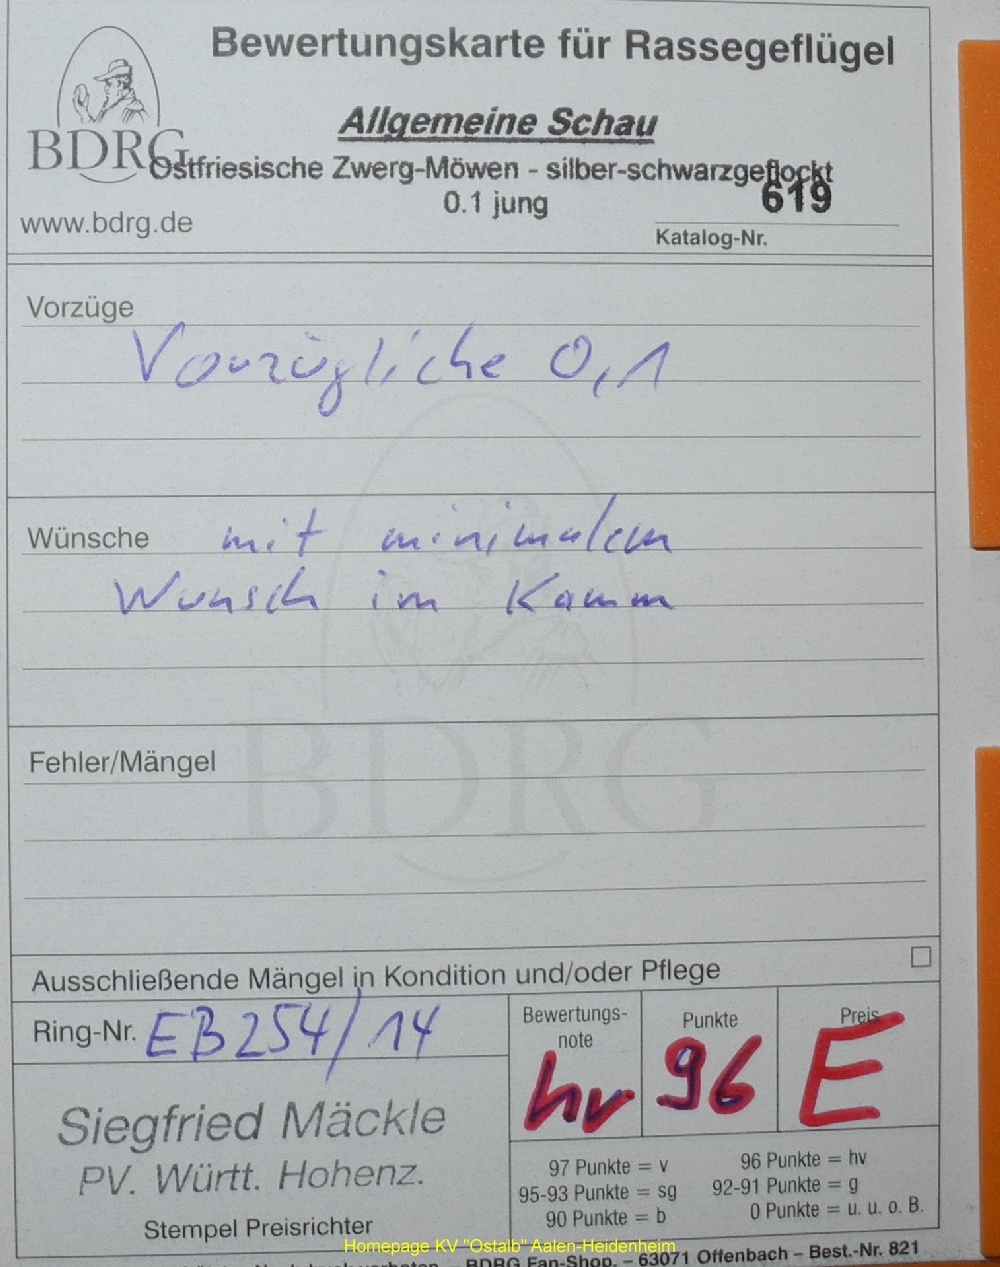 Bewertungskarte für Rassegeflügel
Allgemeine Schau
BDRG
Ostfriesische Zwerg-Möwen - silber-schwarzgeflockt
0.1 jung
619
www.bdrg.de
Katalog-Nr.
Vorzüge
Vorzügliche 0,1
Wünsche mit minimalem
Wunsch im Kamm
BDRG
Fehler/Mängel
Ausschließende Mängel in Kondition und/oder Pflege
Ring-Nr. EB254/14
Bewertungs-
note
hv
Punkte
96
Preis
E
Siegfried Mäckle
PV. Württ. Hohenz.
Stempel Preisrichter
97 Punkte = v 96 Punkte = hv
95-93 Punkte = sg 92-91 Punkte = g
90 Punkte = b 0 Punkte = u. u. o. B.
Homepage KV "Ostalb" Aalen-Heidenheim
BDRG Fan-Shop. – 63071 Offenbach – Best.-Nr. 821